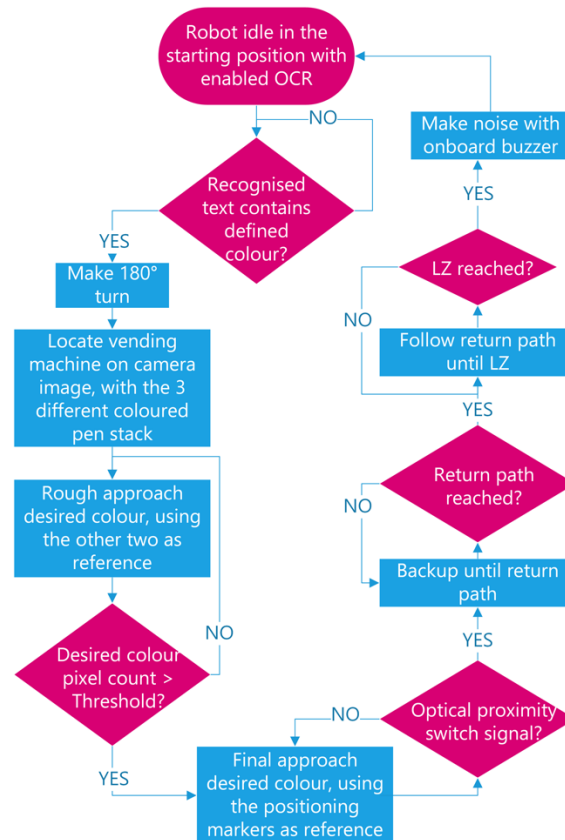 Robot idle in the
starting position with
enabled OCR
NO
Recognised
text contains
defined
colour?
YES
Make 180°
turn
Locate vending
machine on camera
image, with the 3
different coloured
pen stack
Rough approach
desired colour, using
the other two as
reference
NO
Desired colour
pixel count >
Threshold?
YES
Final approach
desired colour, using
the positioning
markers as reference
NO
Optical proximity
switch signal?
YES
Backup until return
path
NO
Return path
reached?
YES
Follow return path
until LZ
NO
LZ reached?
YES
Make noise with
onboard buzzer